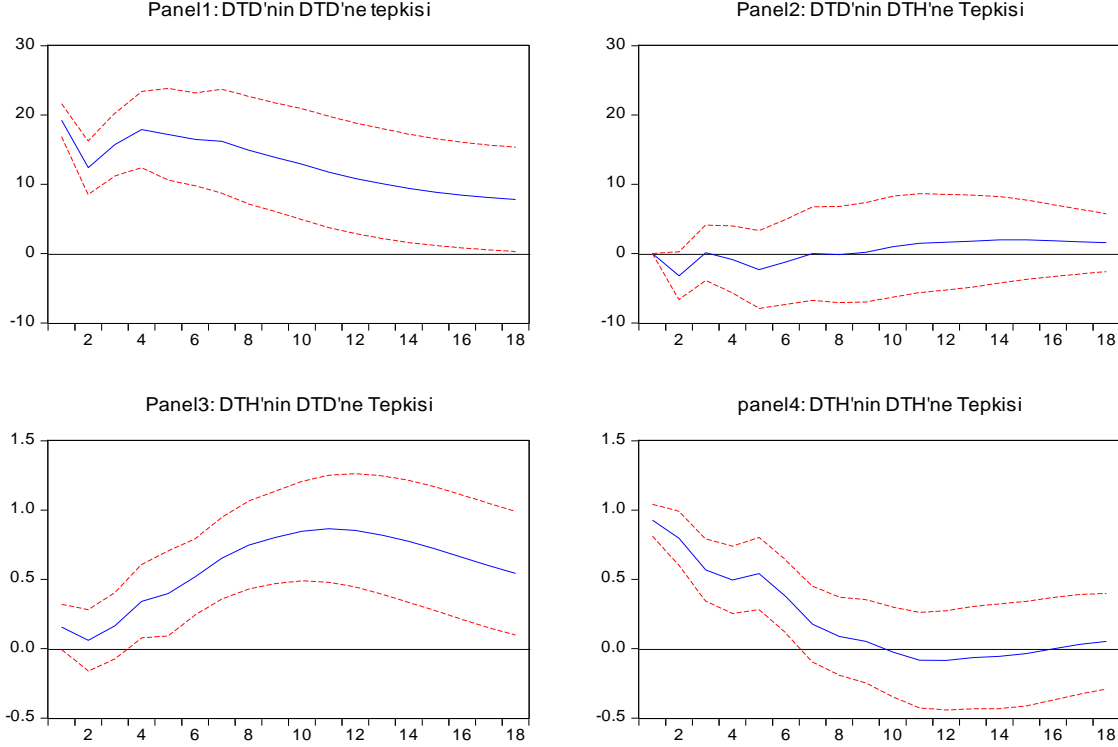 Panel1: DTD'nin DTD'ne tepkisi
30
20
10
0
-10
2 4 6 8 10 12 14 16 18
Panel2: DTD'nin DTH'ne Tepkisi
30
20
10
0
-10
2 4 6 8 10 12 14 16 18
Panel3: DTH'nin DTD'ne Tepkisi
1.5
1.0
0.5
0.0
-0.5
2 4 6 8 10 12 14 16 18
panel4: DTH'nin DTH'ne Tepkisi
1.5
1.0
0.5
0.0
-0.5
2 4 6 8 10 12 14 16 18